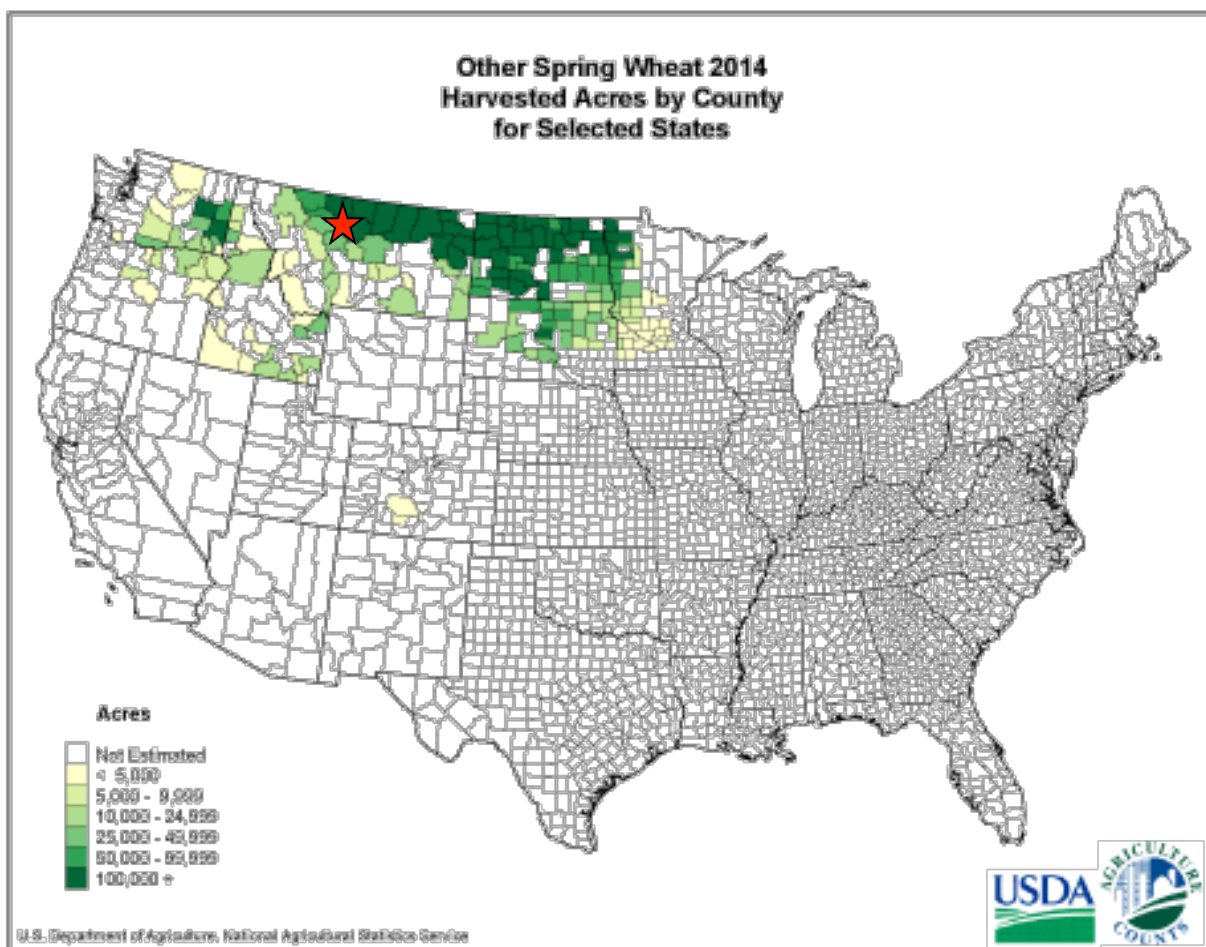 Other Spring Wheat 2014
Harvested Acres by County
for Selected States
Acres
Not Estimated
< 5,000
5,000 - 9,999
10,000 - 24,999
25,000 - 49,999
50,000 - 99,999
100,000 +
USDA
AGRICULTURE
COUNTS
U.S. Department of Agriculture, National Agricultural Statistics Service